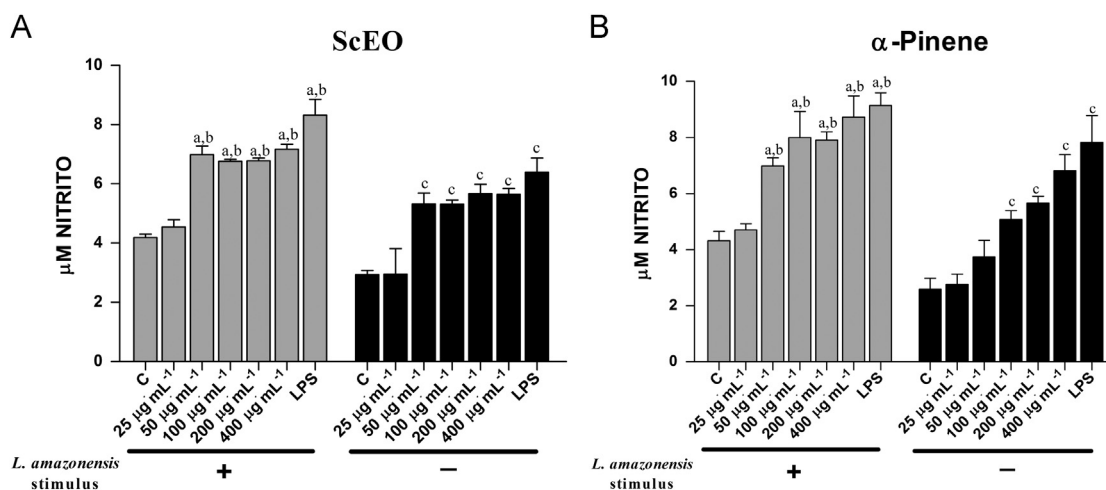 A
ScEO
μM NITRITO
10
8
6
4
2
0
a,b
a,b
a,b
a,b
a,b
c
c
c
c
c
C
25 μg mL⁻¹
50 μg mL⁻¹
100 μg mL⁻¹
200 μg mL⁻¹
400 μg mL⁻¹
LPS
C
25 μg mL⁻¹
50 μg mL⁻¹
100 μg mL⁻¹
200 μg mL⁻¹
400 μg mL⁻¹
LPS
L. amazonensis
stimulus
+
−
B
α-Pinene
μM NITRITO
10
8
6
4
2
0
a,b
a,b
a,b
a,b
a,b
c
c
c
c
C
25 μg mL⁻¹
50 μg mL⁻¹
100 μg mL⁻¹
200 μg mL⁻¹
400 μg mL⁻¹
LPS
C
25 μg mL⁻¹
50 μg mL⁻¹
100 μg mL⁻¹
200 μg mL⁻¹
400 μg mL⁻¹
LPS
L. amazonensis
stimulus
+
−